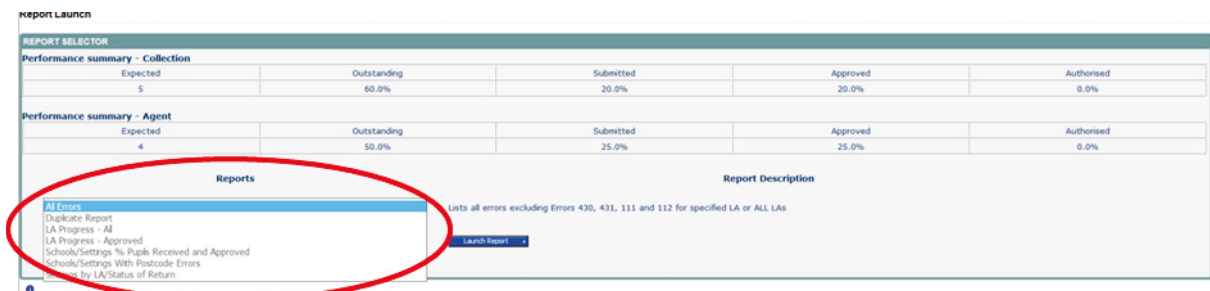 Report Launch
REPORT SELECTOR
Performance summary - Collection
Expected Outstanding Submitted Approved Authorised
5 60.0% 20.0% 20.0% 0.0%
Performance summary - Agent
Expected Outstanding Submitted Approved Authorised
4 50.0% 25.0% 25.0% 0.0%
Reports Report Description
All Errors
Lists all errors excluding Errors 430, 431, 111 and 112 for specified LA or ALL LAs
Duplicate Report
LA Progress - All
LA Progress - Approved
Launch Report
Schools/Settings % Pupils Received and Approved
Schools/Settings With Postcode Errors
Settings by LA/Status of Return